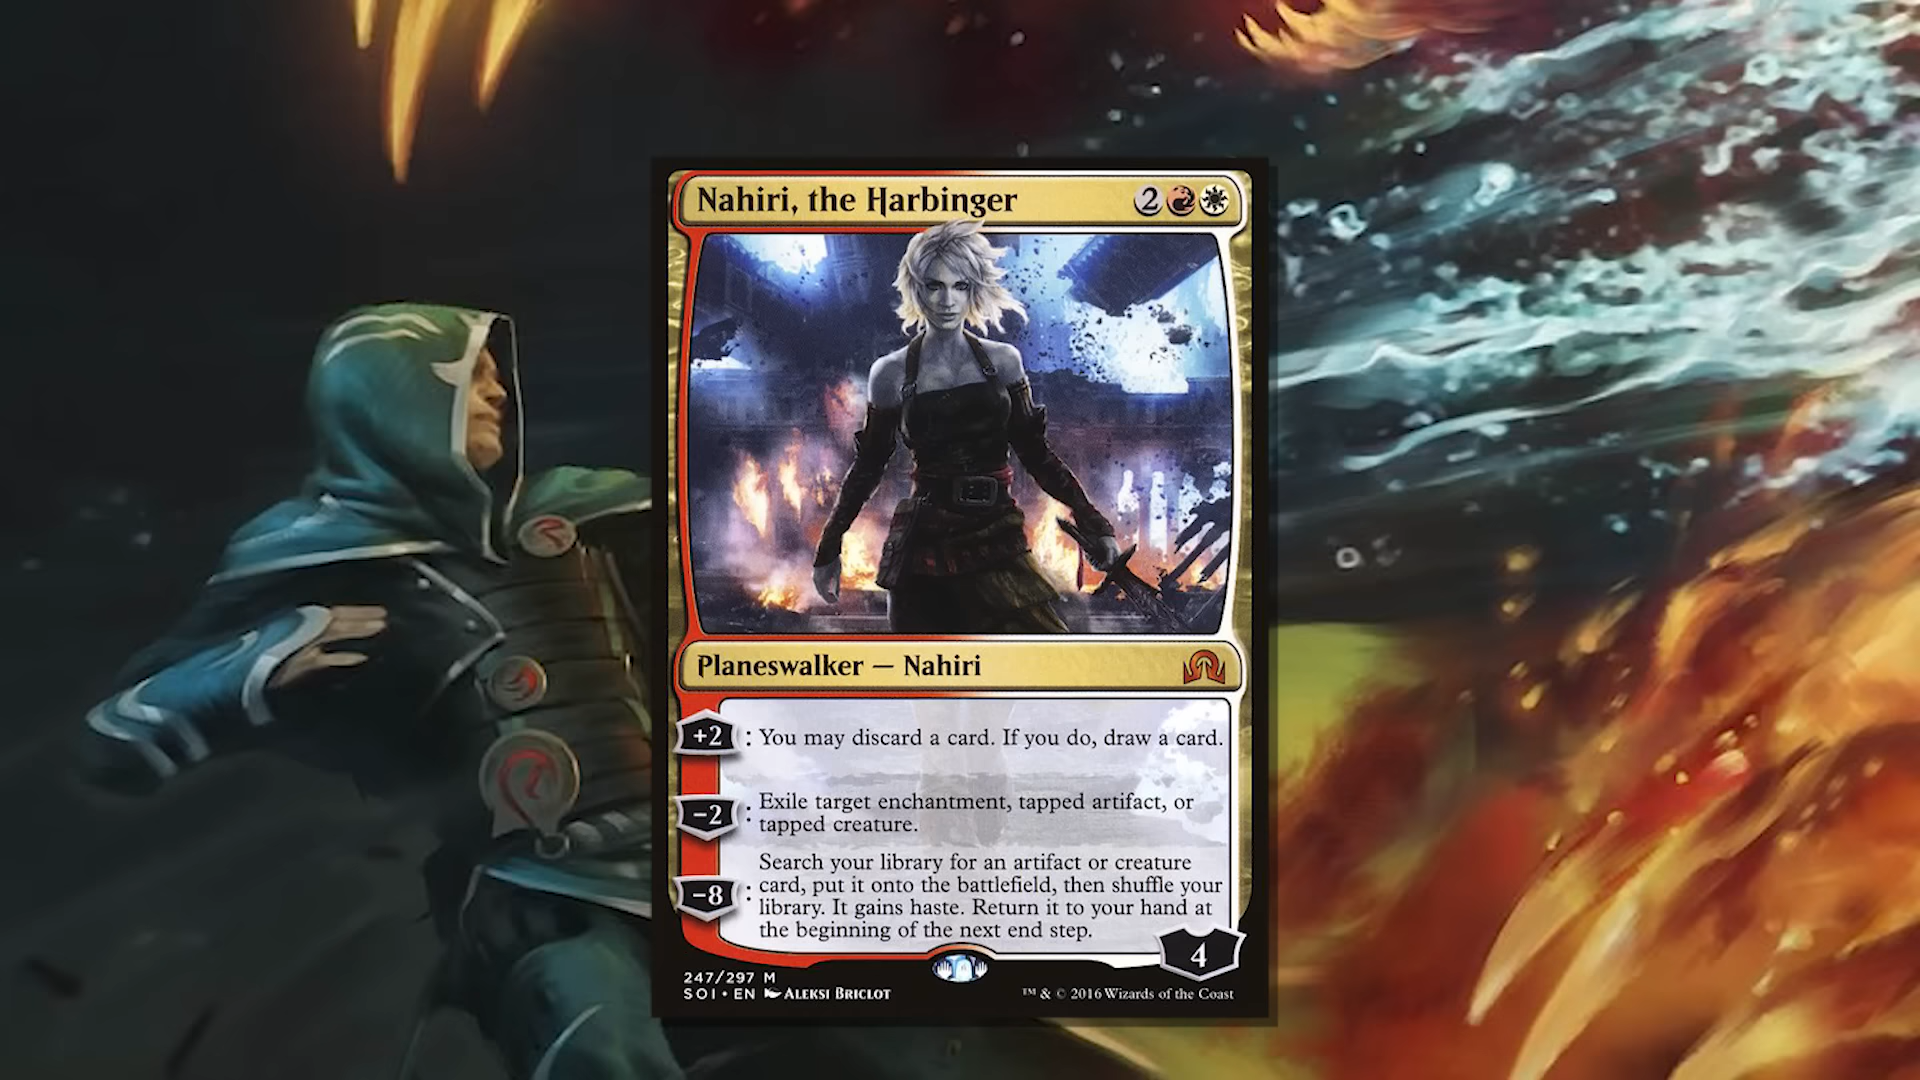 Nahiri, the Harbinger 2
Planeswalker — Nahiri
+2 : You may discard a card. If you do, draw a card.
−2 : Exile target enchantment, tapped artifact, or
tapped creature.
Search your library for an artifact or creature
−8 : card, put it onto the battlefield, then shuffle your
library. It gains haste. Return it to your hand at
the beginning of the next end step.
4
247/297 M
SOI • EN Aleksi Briclot
™ & © 2016 Wizards of the Coast